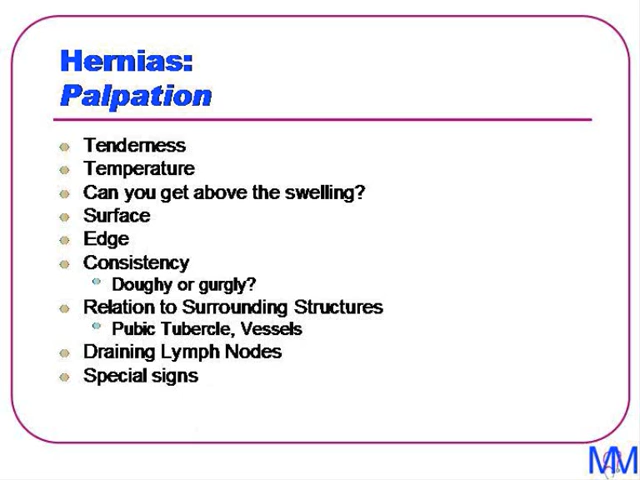 Hernias:
Palpation
Tenderness
Temperature
Can you get above the swelling?
Surface
Edge
Consistency
Doughy or gurgly?
Relation to Surrounding Structures
Pubic Tubercle, Vessels
Draining Lymph Nodes
Special signs
MM